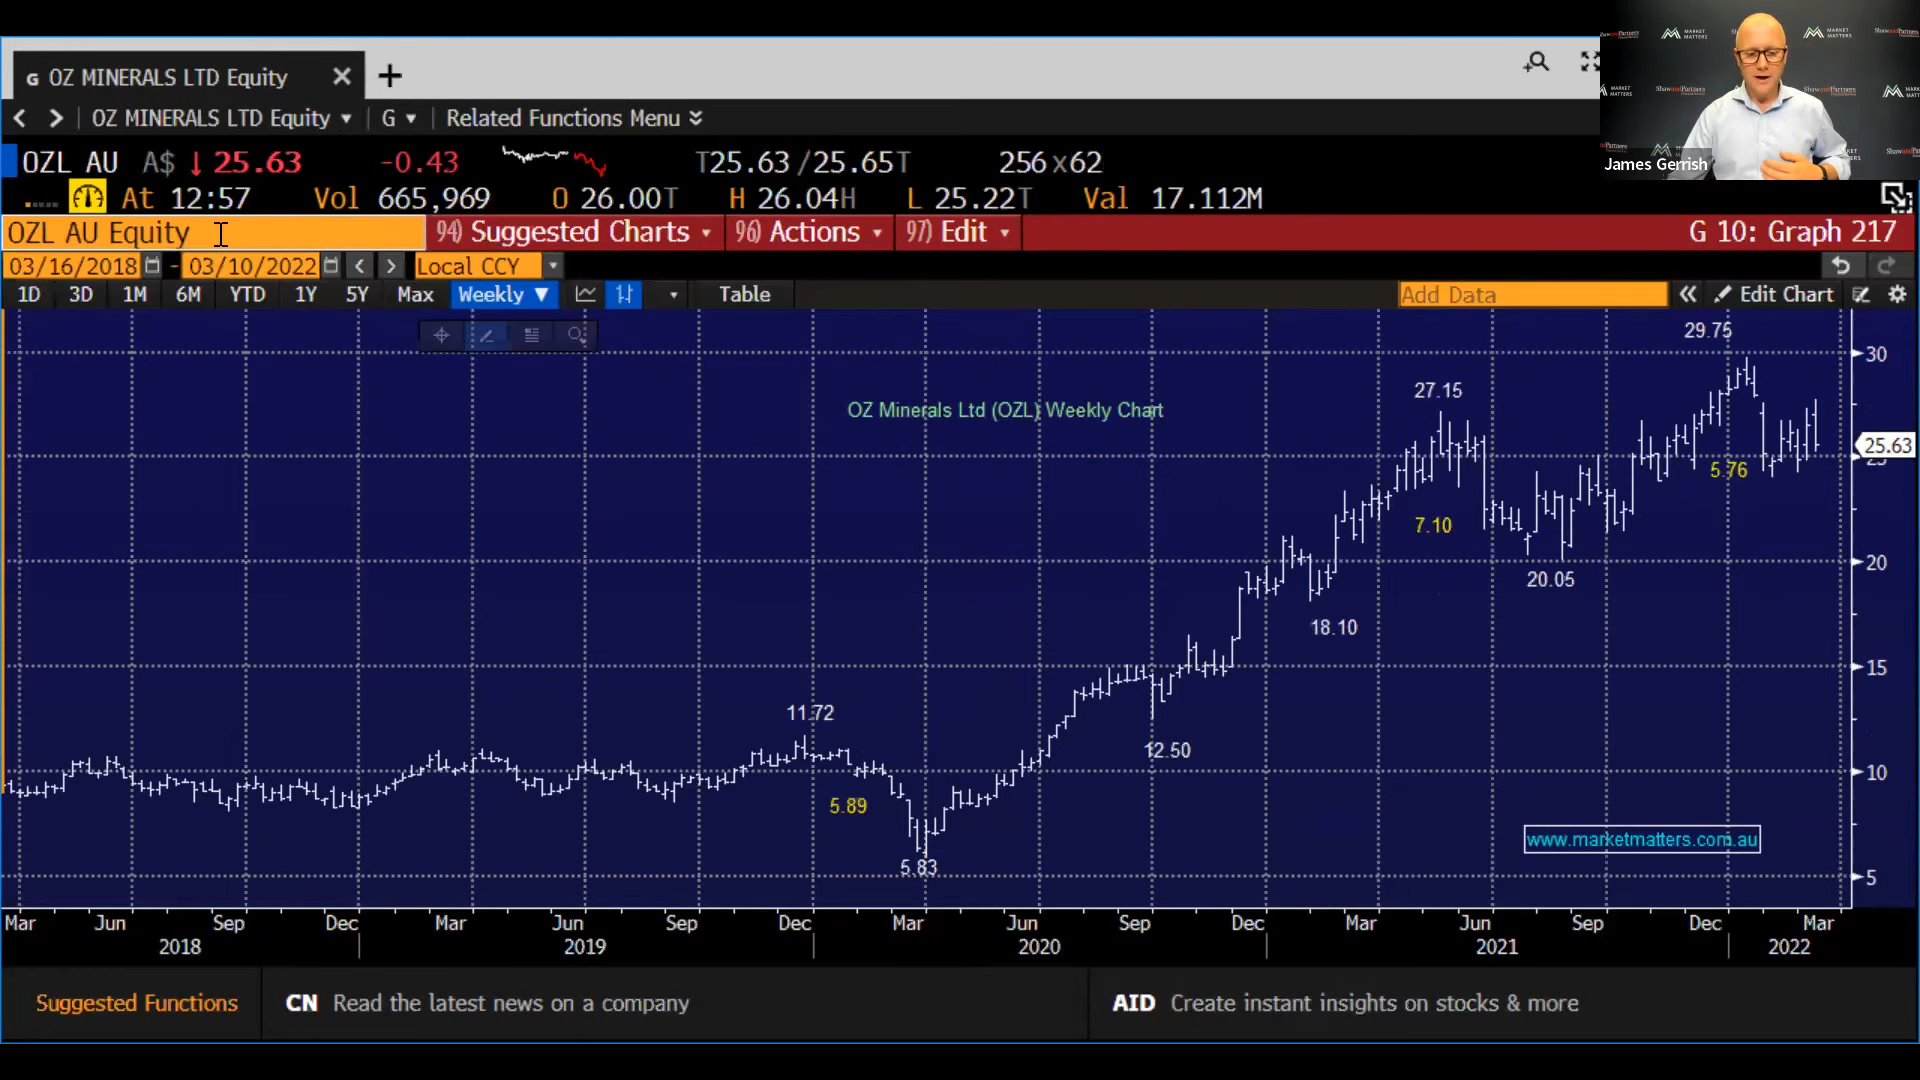 G OZ MINERALS LTD Equity
OZ MINERALS LTD Equity G Related Functions Menu
OZL AU A$ ↓ 25.63 -0.43 T25.63 / 25.65T 256 x 62
At 12:57 Vol 665,969 O 26.00T H 26.04H L 25.22T Val 17.112M
OZL AU Equity 94) Suggested Charts 96) Actions 97) Edit G 10: Graph 217
03/16/2018 - 03/10/2022 Local CCY
1D 3D 1M 6M YTD 1Y 5Y Max Weekly Table Add Data Edit Chart
MARKET MATTERS
ShawandPartners
James Gerrish
29.75
30
27.15
OZ Minerals Ltd (OZL) Weekly Chart
25.63
25
5.76
7.10
20
20.05
18.10
15
11.72
12.50
10
5.89
www.marketmatters.com.au
5.83
5
Mar Jun Sep Dec Mar Jun Sep Dec Mar Jun Sep Dec Mar Jun Sep Dec Mar
2018 2019 2020 2021 2022
Suggested Functions CN Read the latest news on a company AID Create instant insights on stocks & more